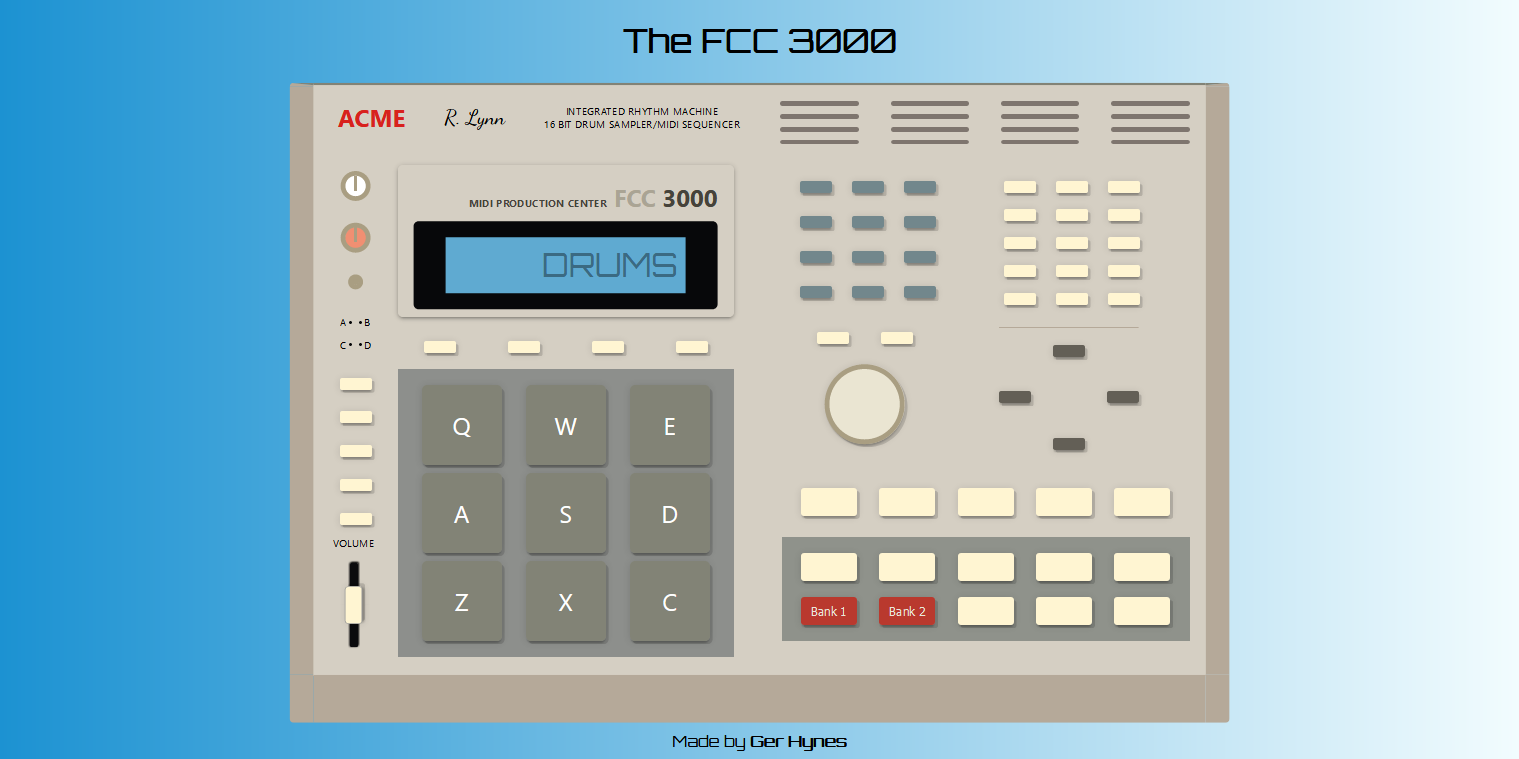 The FCC 3000
ACME
R. Lynn
INTEGRATED RHYTHM MACHINE
16 BIT DRUM SAMPLER/MIDI SEQUENCER
MIDI PRODUCTION CENTER FCC 3000
DRUMS
A• •B
C• •D
Q W E
A S D
Z X C
VOLUME
Bank 1 Bank 2
Made by Ger Hynes